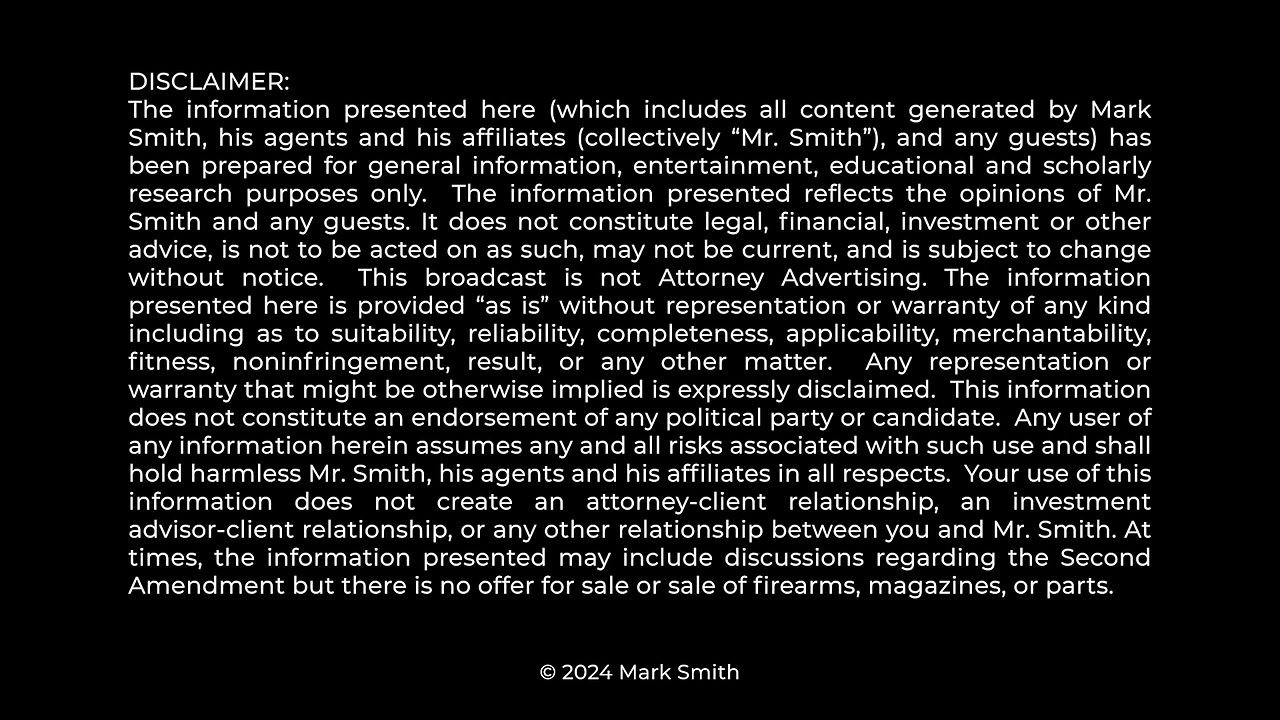 DISCLAIMER:
The information presented here (which includes all content generated by Mark
Smith, his agents and his affiliates (collectively “Mr. Smith”), and any guests) has
been prepared for general information, entertainment, educational and scholarly
research purposes only.  The information presented reflects the opinions of Mr.
Smith and any guests. It does not constitute legal, financial, investment or other
advice, is not to be acted on as such, may not be current, and is subject to change
without notice.  This broadcast is not Attorney Advertising. The information
presented here is provided “as is” without representation or warranty of any kind
including as to suitability, reliability, completeness, applicability, merchantability,
fitness, noninfringement, result, or any other matter.  Any representation or
warranty that might be otherwise implied is expressly disclaimed.  This information
does not constitute an endorsement of any political party or candidate.  Any user of
any information herein assumes any and all risks associated with such use and shall
hold harmless Mr. Smith, his agents and his affiliates in all respects.  Your use of this
information does not create an attorney-client relationship, an investment
advisor-client relationship, or any other relationship between you and Mr. Smith. At
times, the information presented may include discussions regarding the Second
Amendment but there is no offer for sale or sale of firearms, magazines, or parts.
© 2024 Mark Smith